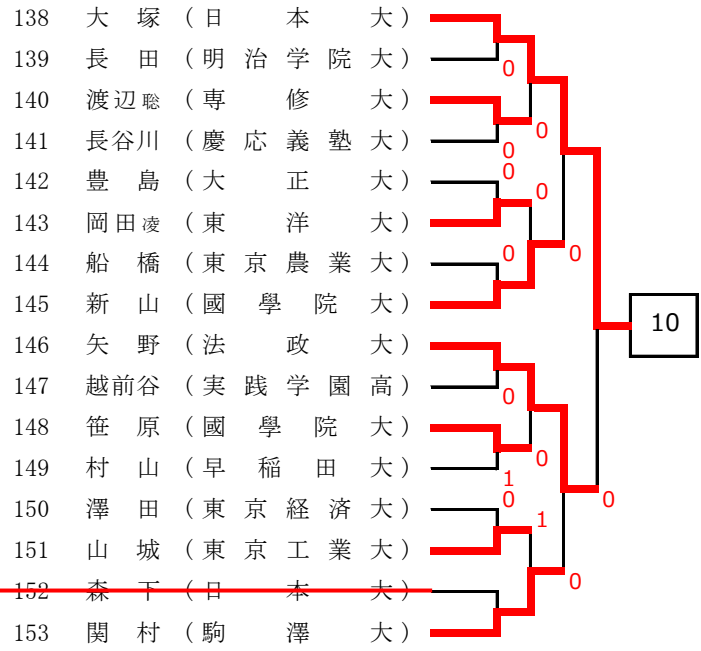 138 大塚（日本大）
139 長田（明治学院大）
0
140 渡辺聡（専修大）
0
141 長谷川（慶応義塾大）
0
0
142 豊島（大正大）
0
143 岡田凌（東洋大）
0
0
144 船橋（東京農業大）
145 新山（國學院大）
10
146 矢野（法政大）
147 越前谷（実践学園高）
0
148 笹原（國學院大）
0
149 村山（早稲田大）
1
0
0
150 澤田（東京経済大）
1
151 山城（東京工業大）
0
152 森下（日本大）
153 関村（駒澤大）